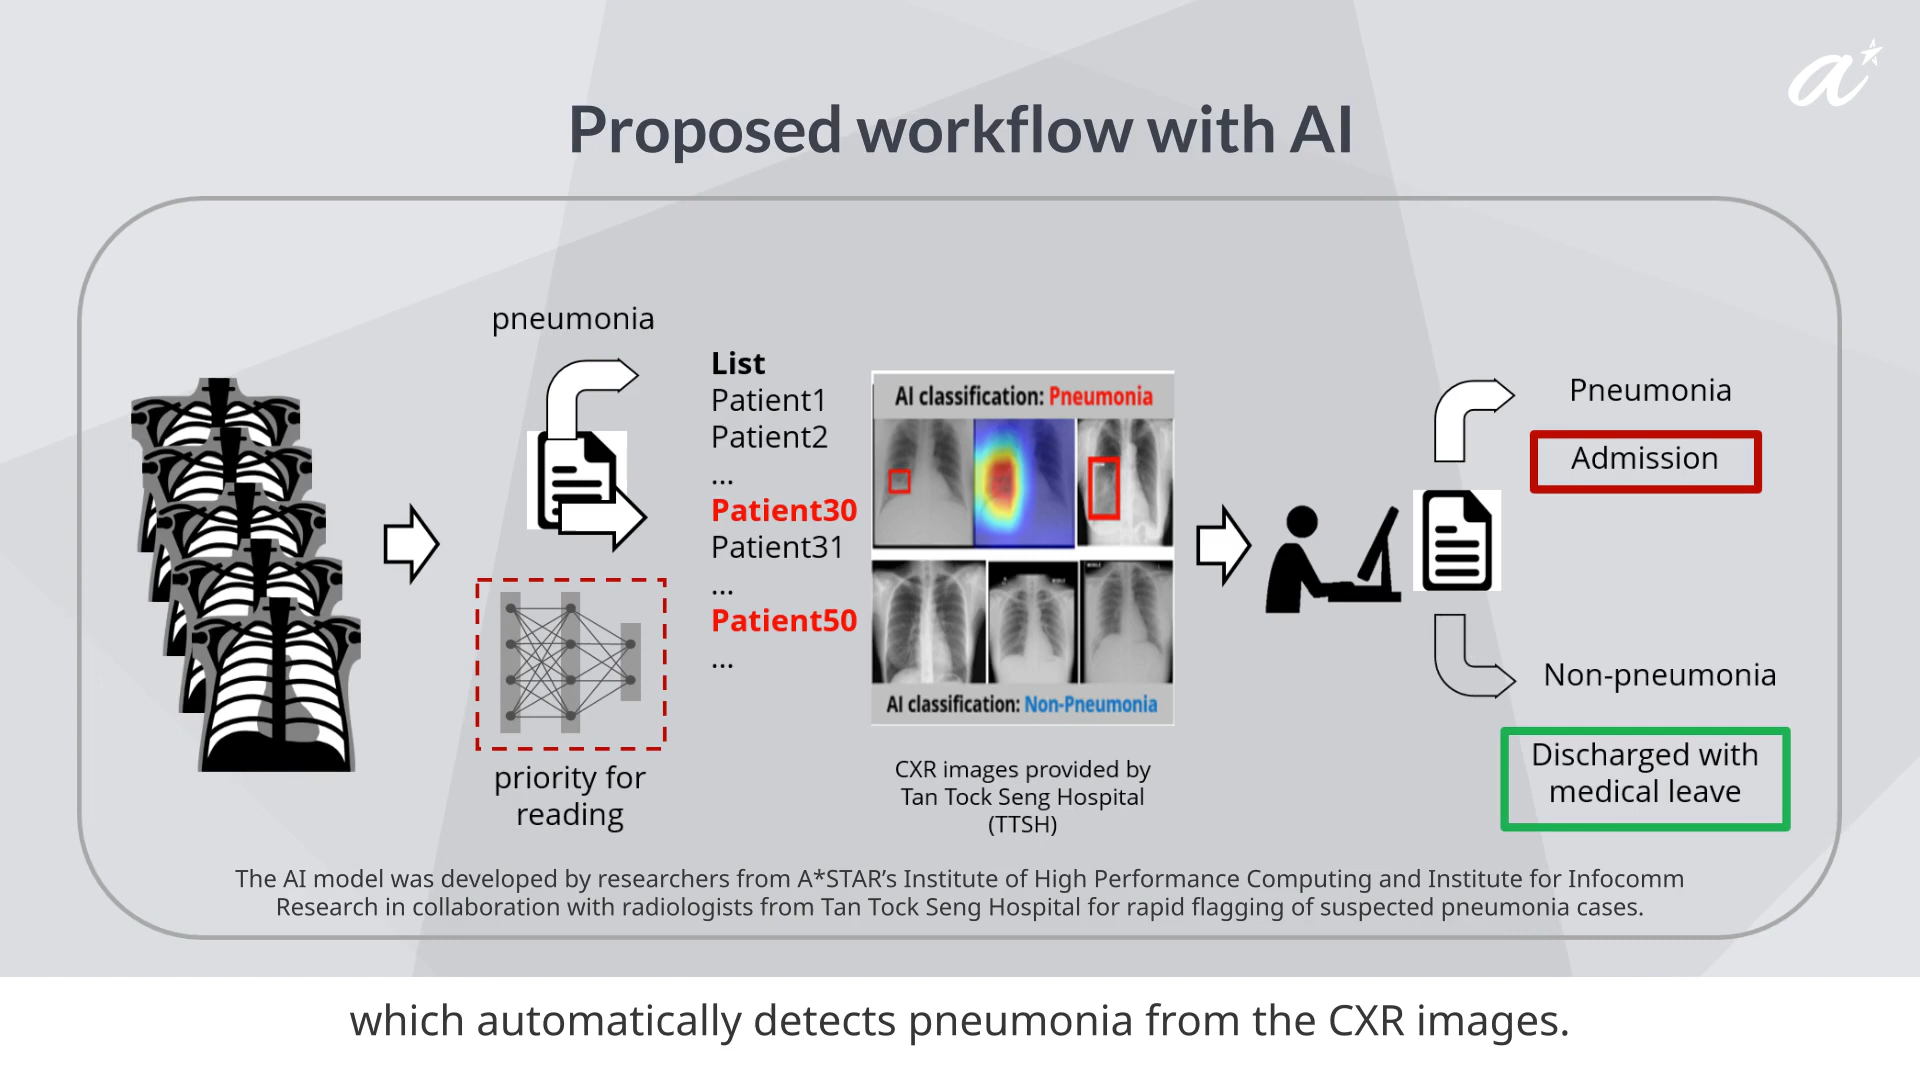 Proposed workflow with AI
pneumonia
List
Patient1
Patient2
...
Patient30
Patient31
...
Patient50
...
priority for
reading
AI classification: Pneumonia
AI classification: Non-Pneumonia
CXR images provided by
Tan Tock Seng Hospital
(TTSH)
Pneumonia
Admission
Non-pneumonia
Discharged with
medical leave
The AI model was developed by researchers from A*STAR’s Institute of High Performance Computing and Institute for Infocomm
Research in collaboration with radiologists from Tan Tock Seng Hospital for rapid flagging of suspected pneumonia cases.
which automatically detects pneumonia from the CXR images.